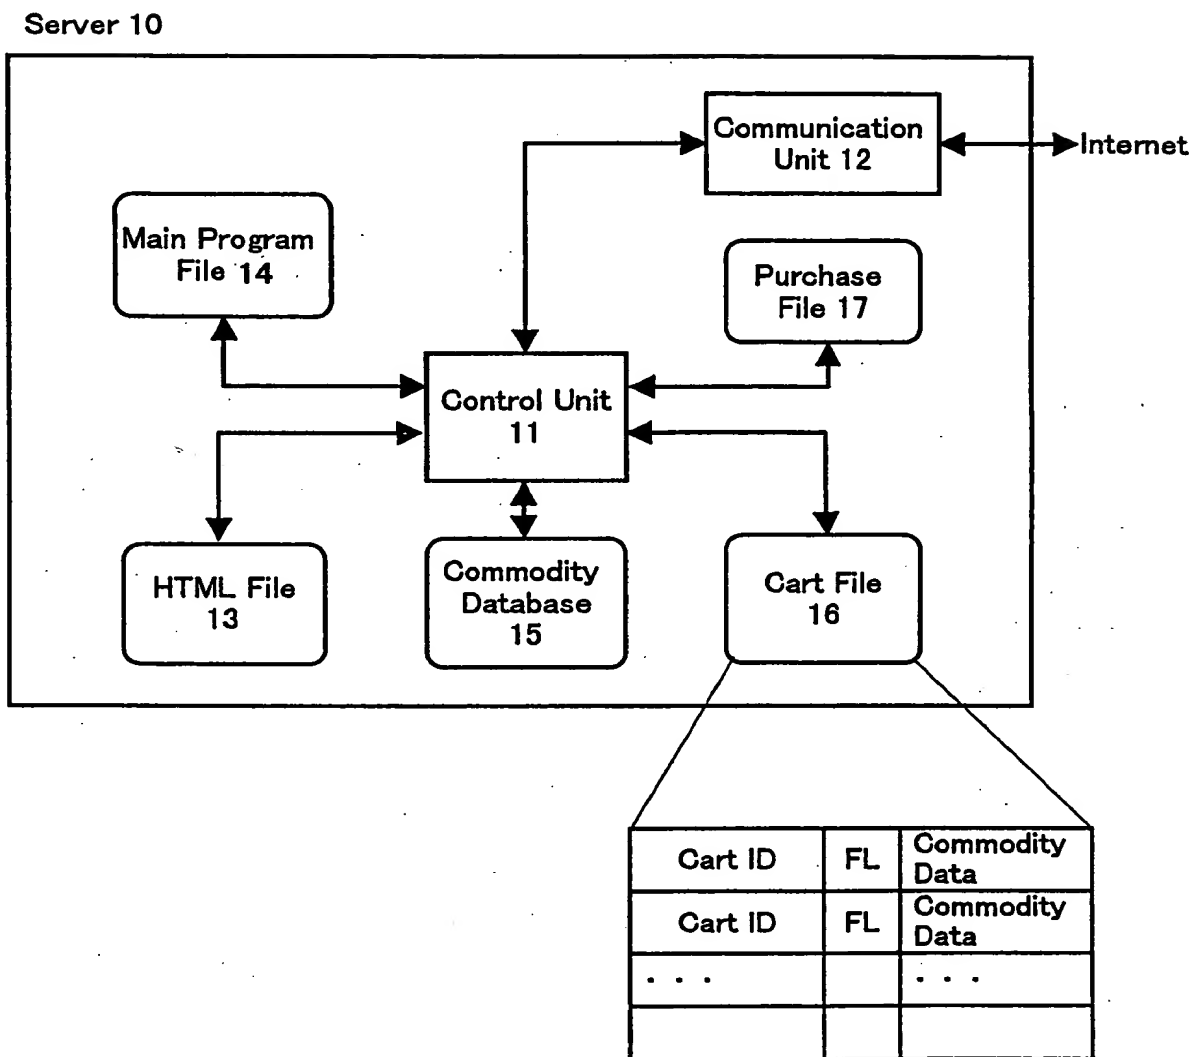 Server 10
Communication
Unit 12
Internet
Main Program
File 14
Purchase
File 17
Control Unit
11
HTML File
13
Commodity
Database
15
Cart File
16
Cart ID
FL
Commodity
Data
Cart ID
FL
Commodity
Data
. . .
. . .